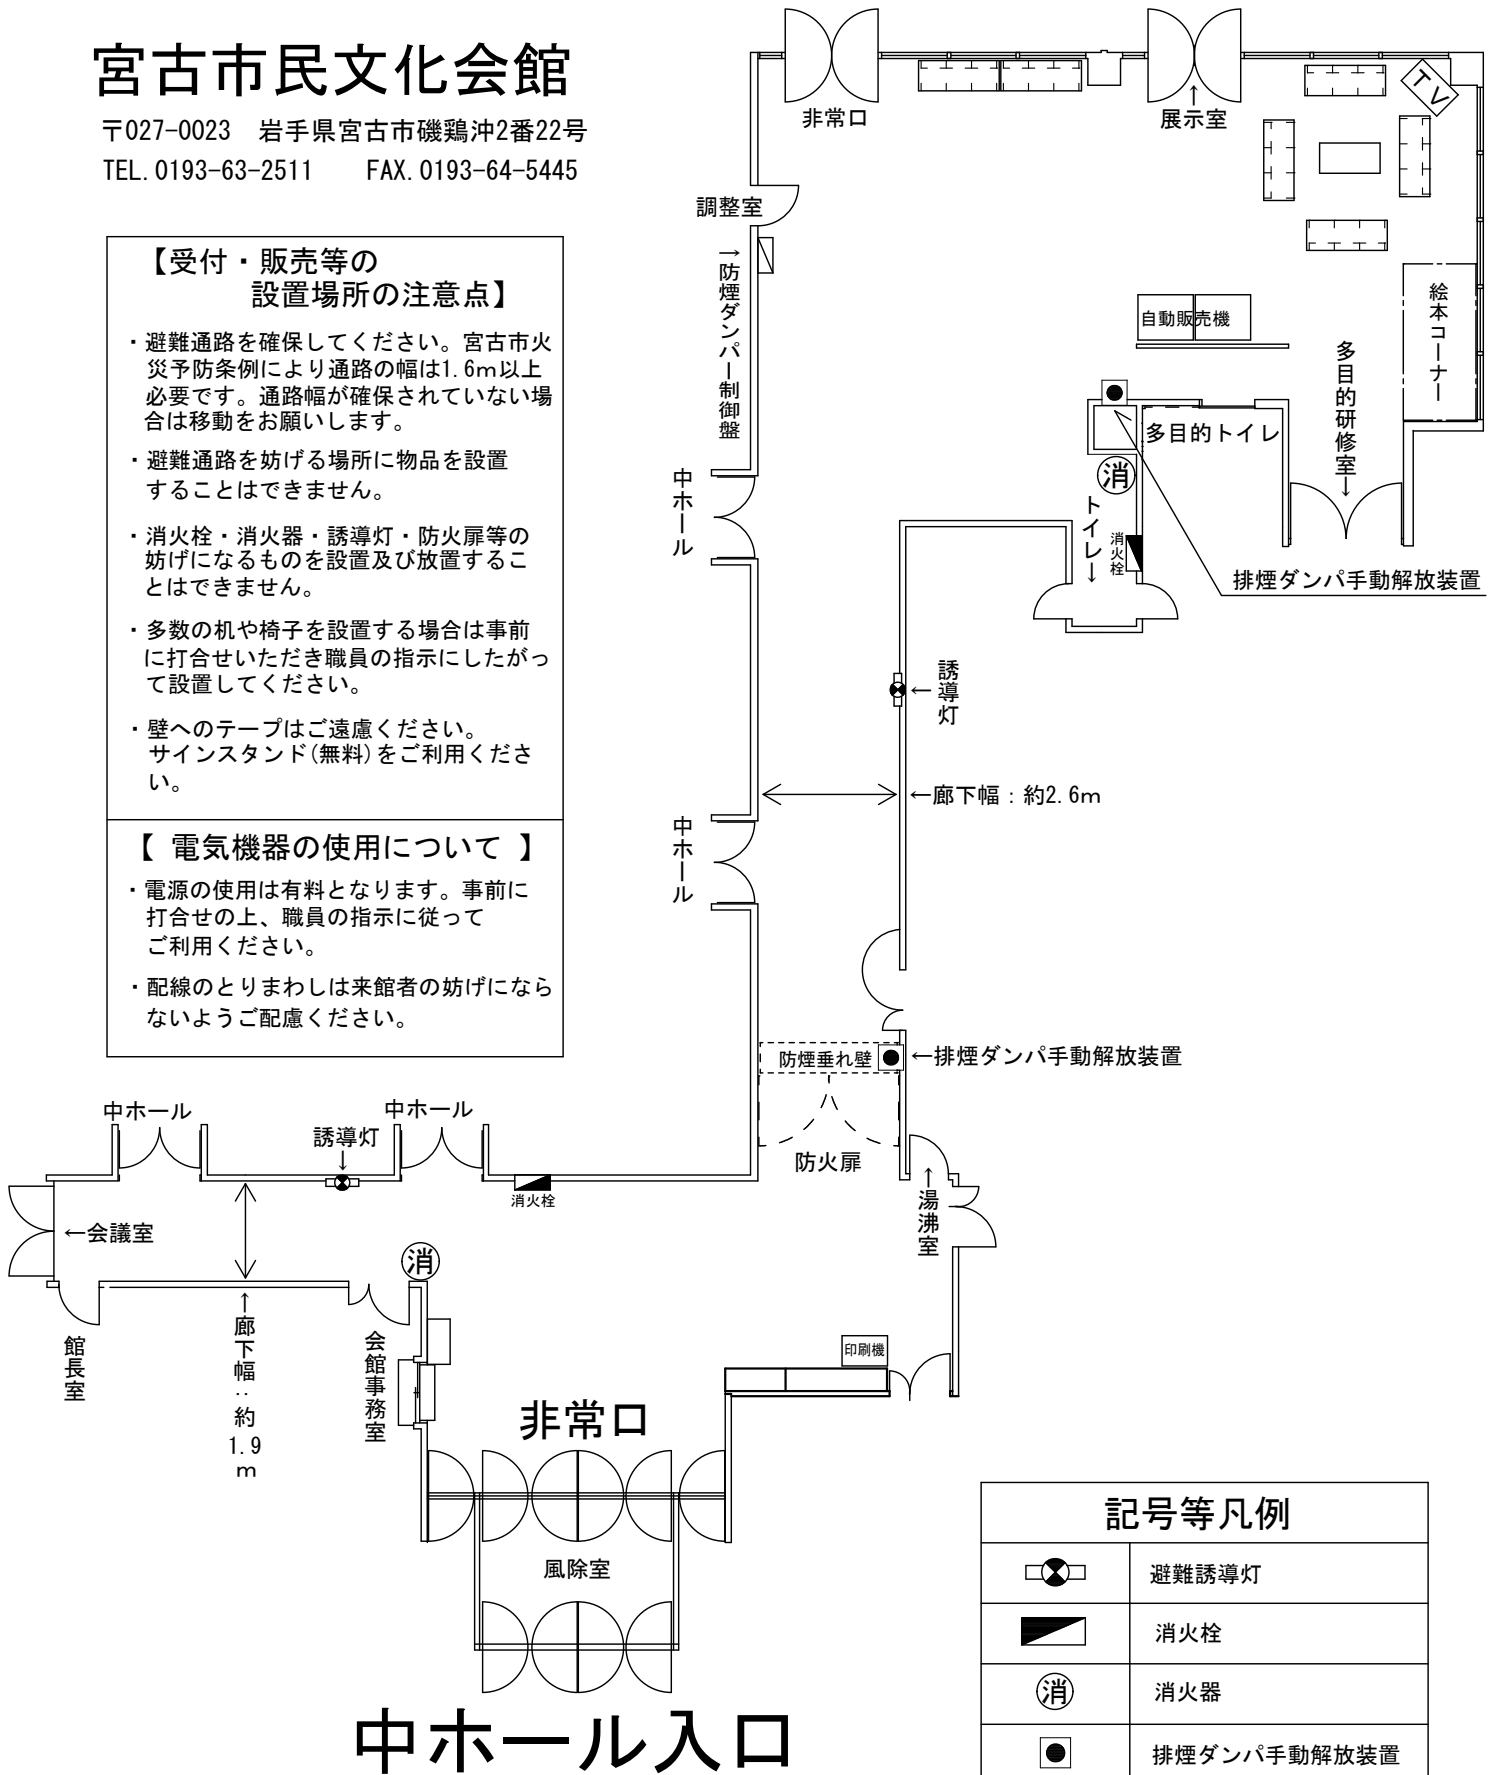 宮古市民文化会館
〒027-0023　岩手県宮古市磯鶏沖2番22号
TEL.0193-63-2511　　FAX.0193-64-5445
【受付・販売等の
設置場所の注意点】
・避難通路を確保してください。宮古市火
災予防条例により通路の幅は1.6m以上
必要です。通路幅が確保されていない場
合は移動をお願いします。
・避難通路を妨げる場所に物品を設置
することはできません。
・消火栓・消火器・誘導灯・防火扉等の
妨げになるものを設置及び放置するこ
とはできません。
・多数の机や椅子を設置する場合は事前
に打合せいただき職員の指示にしたがっ
て設置してください。
・壁へのテープはご遠慮ください。
サインスタンド(無料)をご利用くださ
い。
【 電気機器の使用について 】
・電源の使用は有料となります。事前に
打合せの上、職員の指示に従って
ご利用ください。
・配線のとりまわしは来館者の妨げになら
ないようご配慮ください。
非常口
↑
展示室
TV
調整室
→防煙ダンパー制御盤
自動販売機
絵本コーナー
多目的研修室→
多目的トイレ
消
中ホール
トイレ→
消火栓
排煙ダンパ手動解放装置
←誘導灯
←廊下幅：約2.6m
中ホール
防煙垂れ壁
←排煙ダンパ手動解放装置
防火扉
中ホール
誘導灯
↓
中ホール
消火栓
←湯沸室
←会議室
消
館長室
←廊下幅：約1.9m
会館事務室
印刷機
非常口
風除室
中ホール入口
記号等凡例
避難誘導灯
消火栓
消 消火器
排煙ダンパ手動解放装置